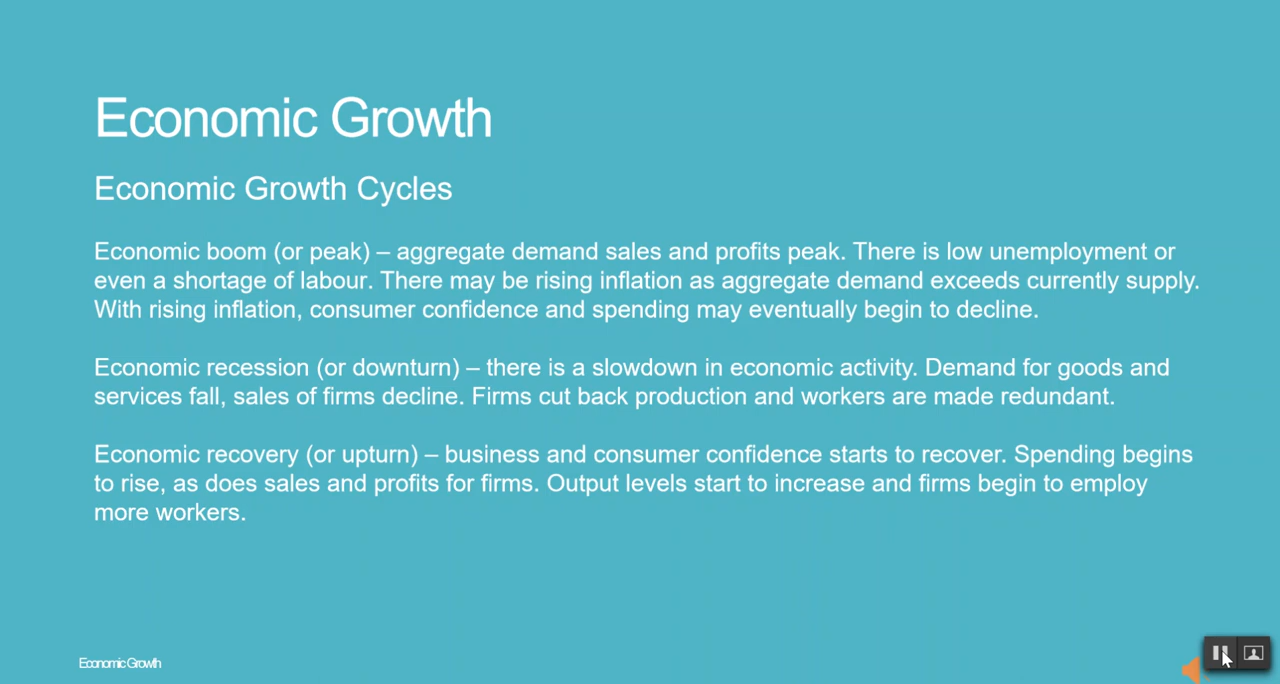 Economic Growth
Economic Growth Cycles
Economic boom (or peak) – aggregate demand sales and profits peak. There is low unemployment or
even a shortage of labour. There may be rising inflation as aggregate demand exceeds currently supply.
With rising inflation, consumer confidence and spending may eventually begin to decline.
Economic recession (or downturn) – there is a slowdown in economic activity. Demand for goods and
services fall, sales of firms decline. Firms cut back production and workers are made redundant.
Economic recovery (or upturn) – business and consumer confidence starts to recover. Spending begins
to rise, as does sales and profits for firms. Output levels start to increase and firms begin to employ
more workers.
Economic Growth